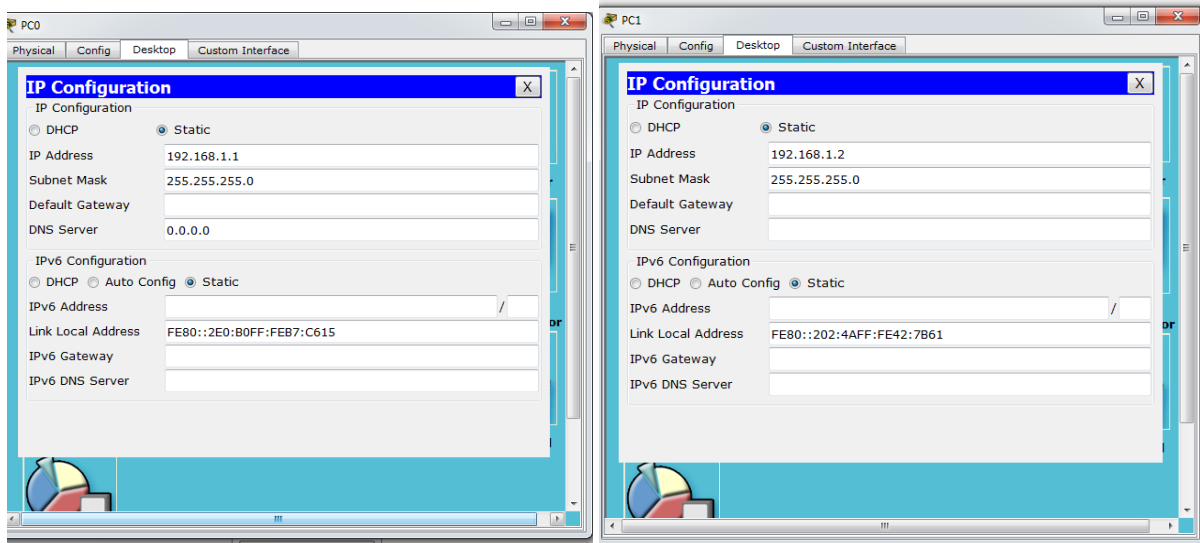 PC0
Physical Config Desktop Custom Interface
IP Configuration X
IP Configuration
DHCP Static
IP Address 192.168.1.1
Subnet Mask 255.255.255.0
Default Gateway
DNS Server 0.0.0.0
IPv6 Configuration
DHCP Auto Config Static
IPv6 Address /
Link Local Address FE80::2E0:B0FF:FEB7:C615
IPv6 Gateway
IPv6 DNS Server
or
PC1
Physical Config Desktop Custom Interface
IP Configuration X
IP Configuration
DHCP Static
IP Address 192.168.1.2
Subnet Mask 255.255.255.0
Default Gateway
DNS Server
IPv6 Configuration
DHCP Auto Config Static
IPv6 Address /
Link Local Address FE80::202:4AFF:FE42:7B61
IPv6 Gateway
IPv6 DNS Server
or